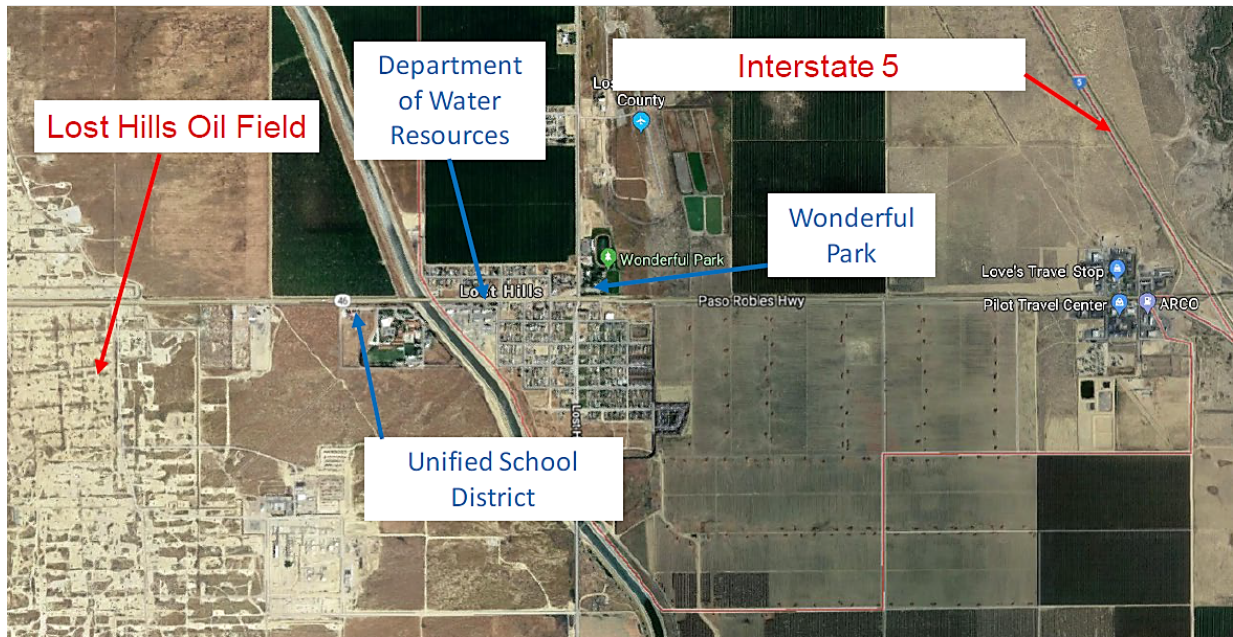 Department
of Water
Resources
Interstate 5
5
Lost Hills Oil Field
County
Wonderful
Park
Wonderful Park
Love's Travel Stop
Lost Hills
46
Paso Robles Hwy
Pilot Travel Center
ARCO
Unified School
District